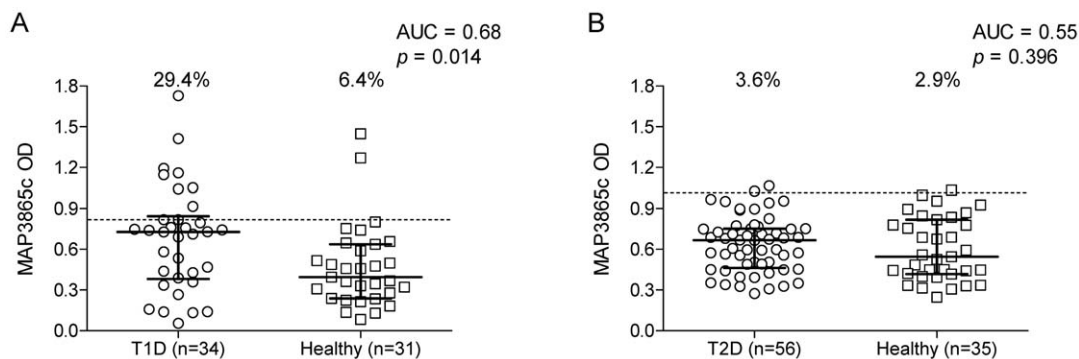 A
AUC = 0.68
p = 0.014
29.4%
6.4%
MAP3865c OD
1.8
1.5
1.2
0.9
0.6
0.3
0.0
T1D (n=34)
Healthy (n=31)
B
AUC = 0.55
p = 0.396
3.6%
2.9%
MAP3865c OD
1.8
1.5
1.2
0.9
0.6
0.3
0.0
T2D (n=56)
Healthy (n=35)